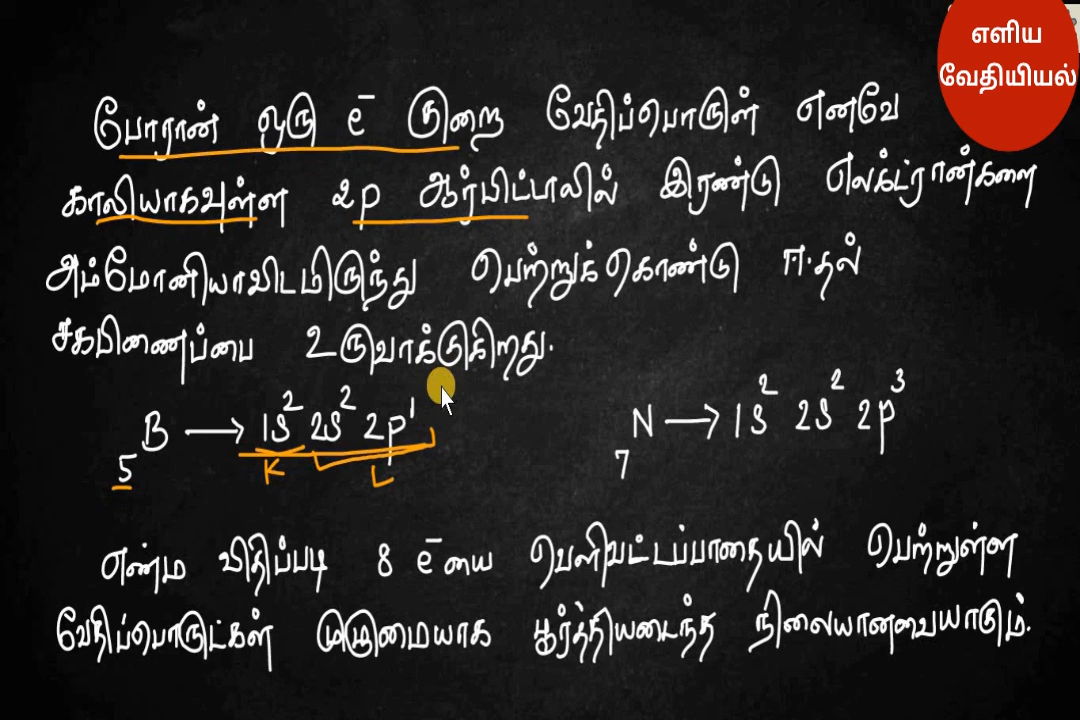 எளிய
வேதியியல்
போரான் ஒரு e⁻ குறை வேதிப்பொருள் எனவே
காலியாகவுள்ள 2p ஆர்பிட்டாலில் இரண்டு எலக்ட்ரான்களை
அம்மோனியாவிடமிருந்து பெற்றுக்கொண்டு ஈதல்
சகபிணைப்பை உருவாக்குகிறது.
₅B → 1s² 2s² 2p¹ ₇N → 1s² 2s² 2p³
K L
எண்ம விதிப்படி 8 e⁻யை வெளிவட்டப்பாதையில் பெற்றுள்ள
வேதிப்பொருட்கள் முழுமையாக பூர்த்தியடைந்த நிலையானவையாகும்.